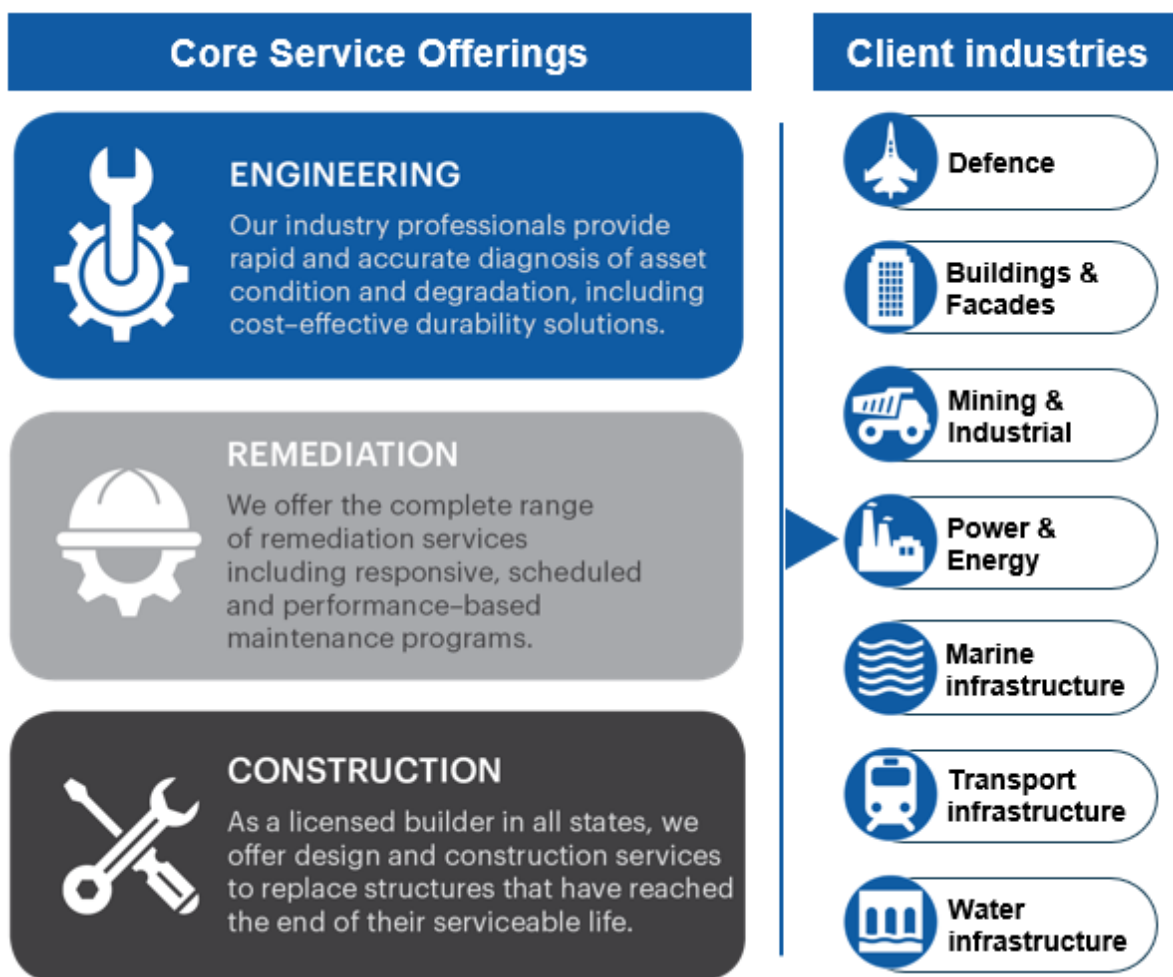 Core Service Offerings
ENGINEERING
Our industry professionals provide
rapid and accurate diagnosis of asset
condition and degradation, including
cost–effective durability solutions.
REMEDIATION
We offer the complete range
of remediation services
including responsive, scheduled
and performance–based
maintenance programs.
CONSTRUCTION
As a licensed builder in all states, we
offer design and construction services
to replace structures that have reached
the end of their serviceable life.
Client industries
Defence
Buildings &
Facades
Mining &
Industrial
Power &
Energy
Marine
infrastructure
Transport
infrastructure
Water
infrastructure